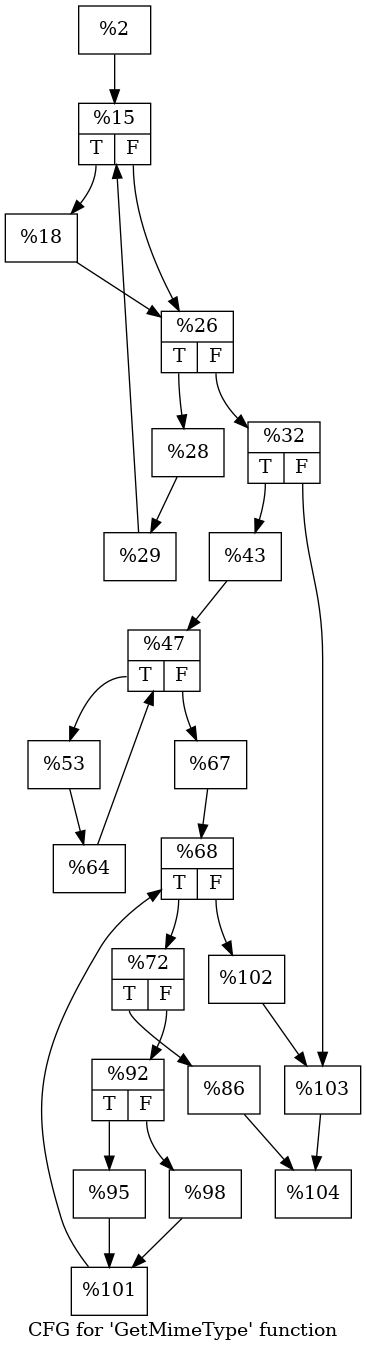 %2
%15
T F
%18
%26
T F
%32
T F
%28
%29
%43
%47
T F
%53
%67
%64
%68
T F
%72
T F
%102
%92
T F
%86
%103
%95
%98
%104
%101
CFG for 'GetMimeType' function